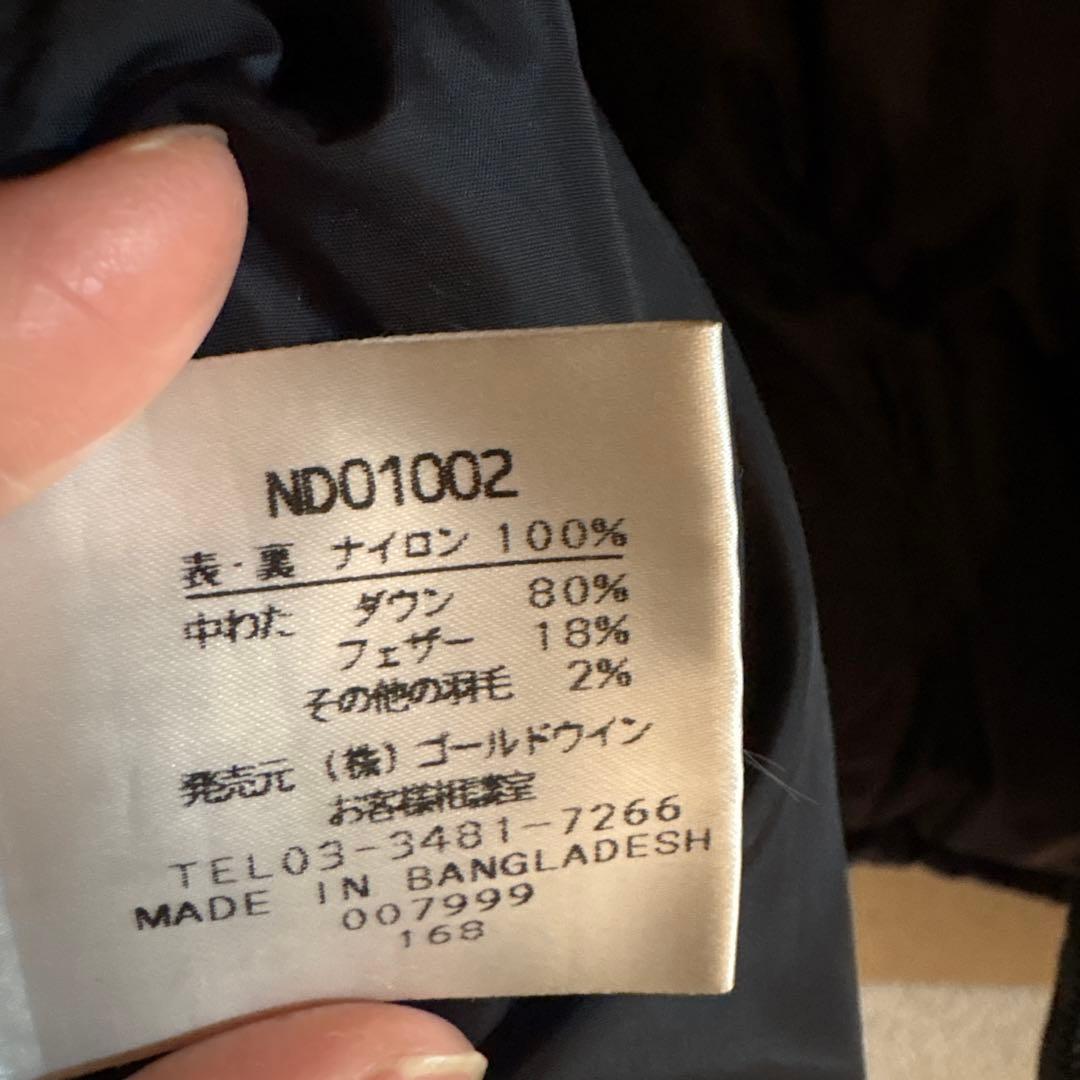 ND01002
表・裏 ナイロン 100%
中わた ダウン 80%
フェザー 18%
その他の羽毛 2%
発売元 (株)ゴールドウイン
お客様相談室
TEL03-3481-7266
MADE IN BANGLADESH
007999
168